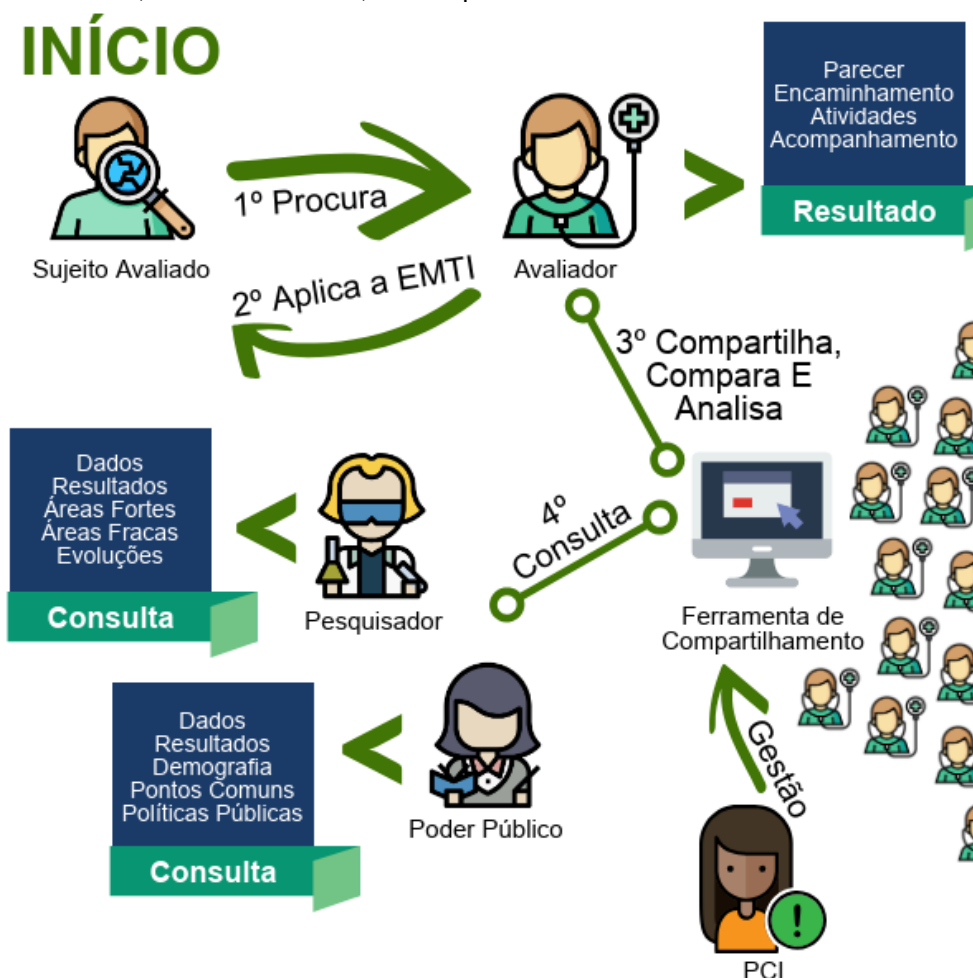 INÍCIO
Parecer
Encaminhamento
Atividades
Acompanhamento
Resultado
1º Procura
Sujeito Avaliado
Avaliador
2º Aplica a EMTI
3º Compartilha,
Compara E
Analisa
Dados
Resultados
Áreas Fortes
Áreas Fracas
Evoluções
Consulta
Pesquisador
4º
Consulta
Ferramenta de
Compartilhamento
Dados
Resultados
Demografia
Pontos Comuns
Políticas Públicas
Consulta
Poder Público
Gestão
PCI